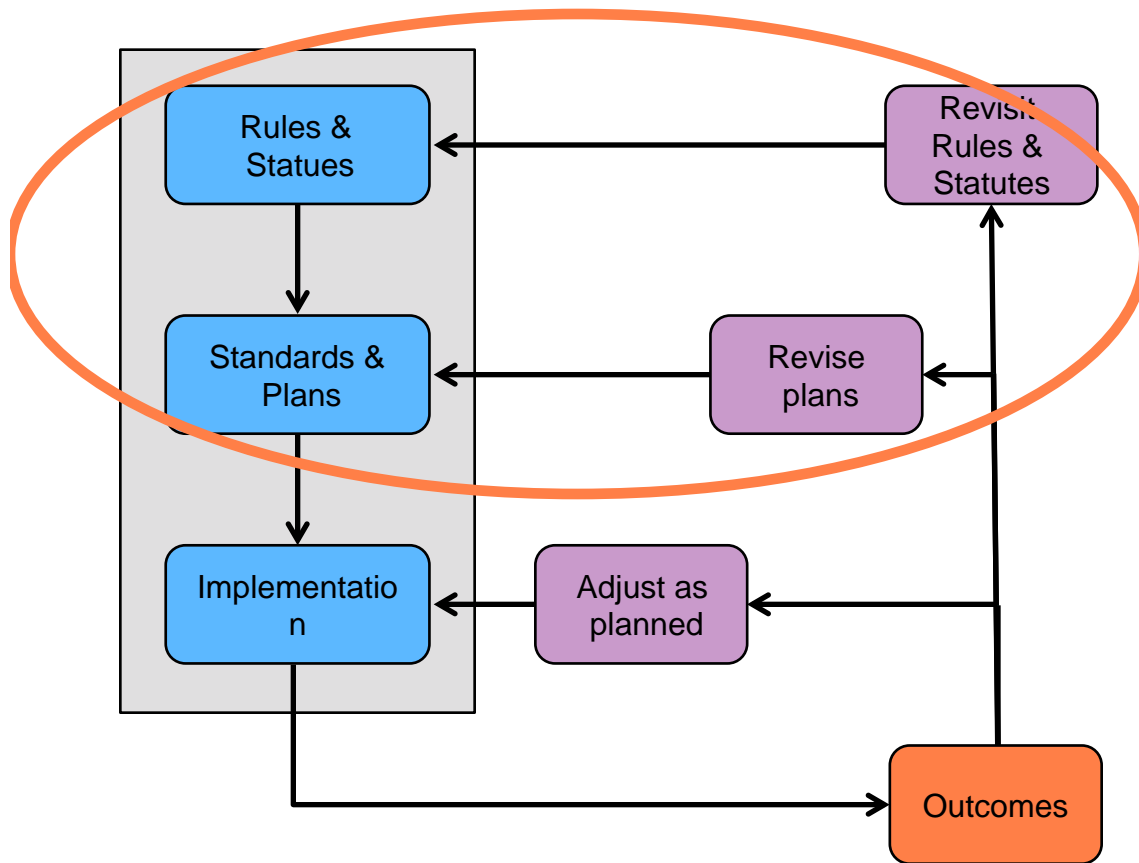 Rules &
Statues
Revisit
Rules &
Statutes
Standards &
Plans
Revise
plans
Implementatio
n
Adjust as
planned
Outcomes